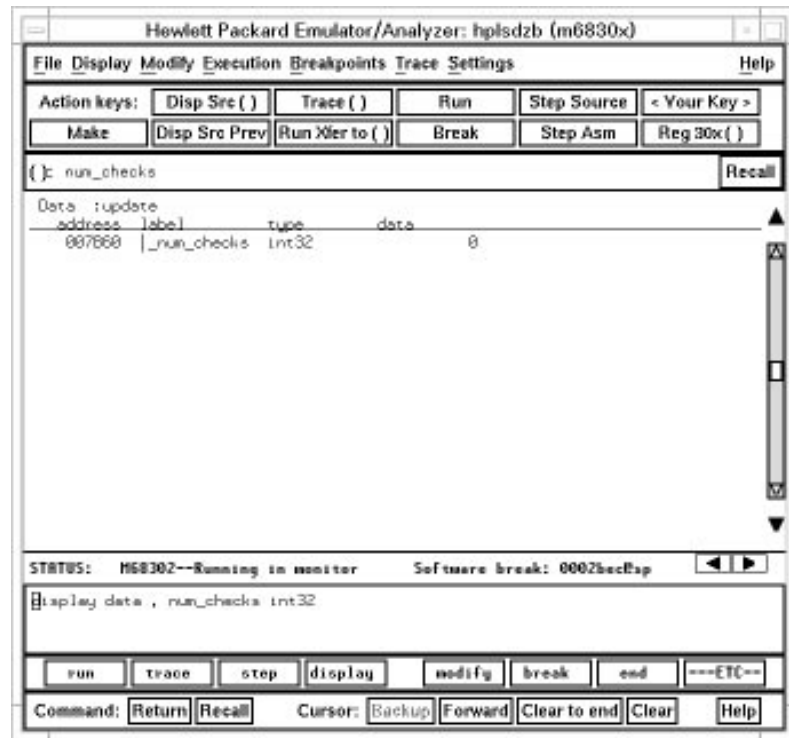 Hewlett Packard Emulator/Analyzer: hplsdzb (m6830x)
File Display Modify Execution Breakpoints Trace Settings Help
Action keys: Disp Src ( ) Trace ( ) Run Step Source < Your Key >
Make Disp Src Prev Run Xfer to ( ) Break Step Asm Reg 30x ( )
( ): num_checks Recall
Data :update
address label type data
007860 |_num_checks int32 0
STATUS: M68302--Running in monitor Software break: 0002bec@sp
display data , num_checks int32
run trace step display modify break end ---ETC--
Command: Return Recall Cursor: Backup Forward Clear to end Clear Help